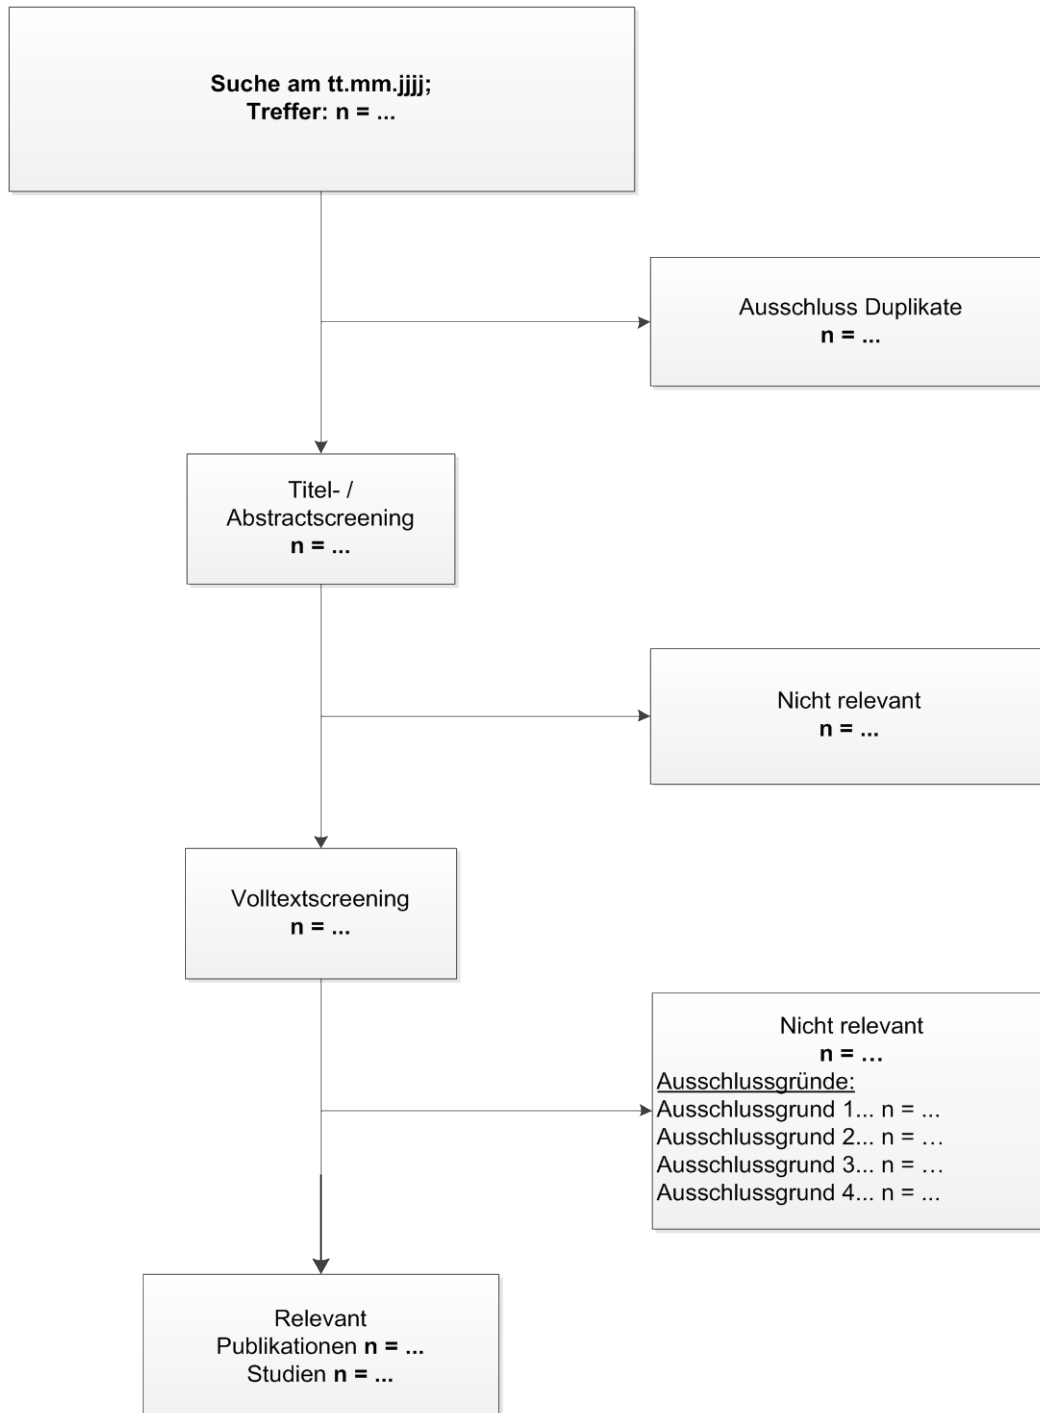 Suche am tt.mm.jjjj;
Treffer: n = ...
Ausschluss Duplikate
n = ...
Titel- /
Abstractscreening
n = ...
Nicht relevant
n = ...
Volltextscreening
n = ...
Nicht relevant
n = …
Ausschlussgründe:
Ausschlussgrund 1... n = ...
Ausschlussgrund 2... n = …
Ausschlussgrund 3... n = …
Ausschlussgrund 4... n = ...
Relevant
Publikationen n = ...
Studien n = ...